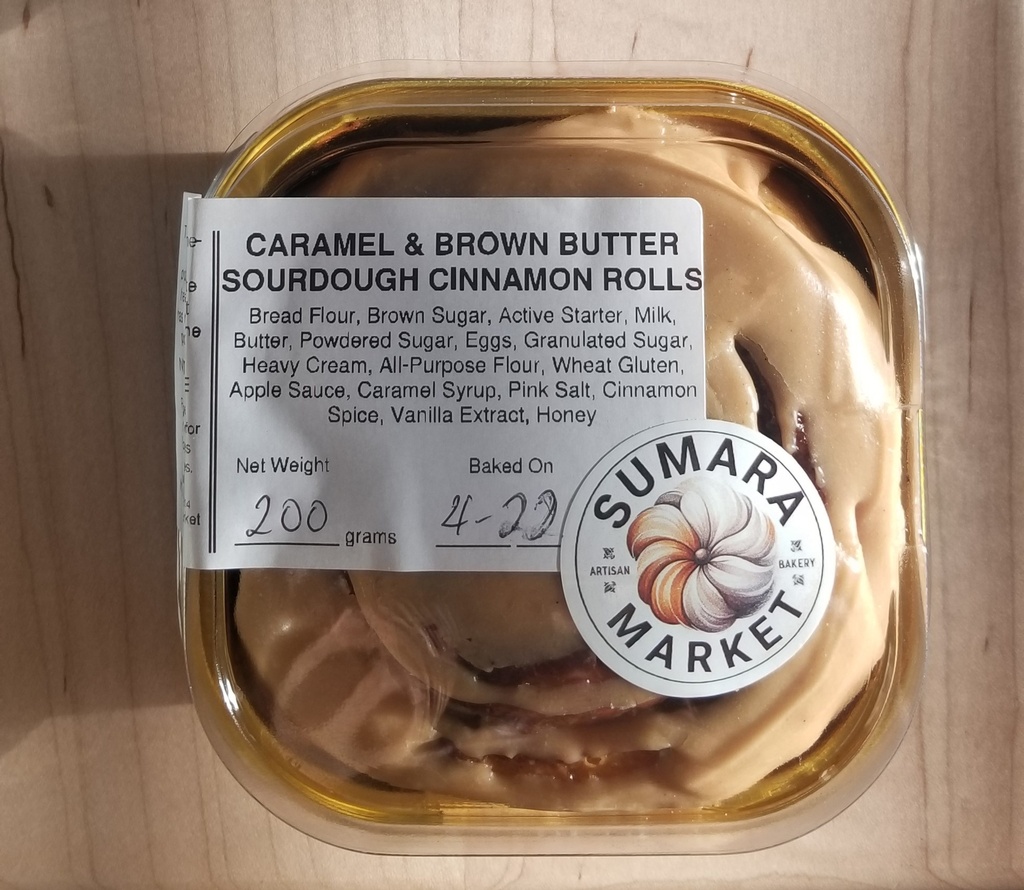 CARAMEL & BROWN BUTTER
SOURDOUGH CINNAMON ROLLS
Bread Flour, Brown Sugar, Active Starter, Milk,
Butter, Powdered Sugar, Eggs, Granulated Sugar,
Heavy Cream, All-Purpose Flour, Wheat Gluten,
Apple Sauce, Caramel Syrup, Pink Salt, Cinnamon
Spice, Vanilla Extract, Honey
Net Weight
200 grams
Baked On
4-22
SUMARA
ARTISAN BAKERY
MARKET